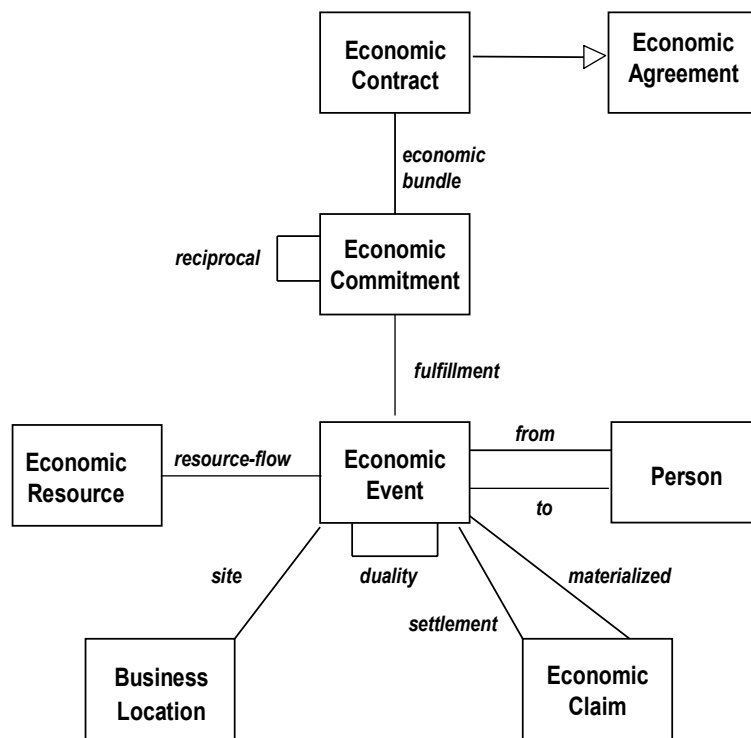 Economic
Contract
Economic
Agreement
economic
bundle
reciprocal
Economic
Commitment
fulfillment
Economic
Resource
resource-flow
Economic
Event
from
to
Person
site
duality
materialized
settlement
Business
Location
Economic
Claim